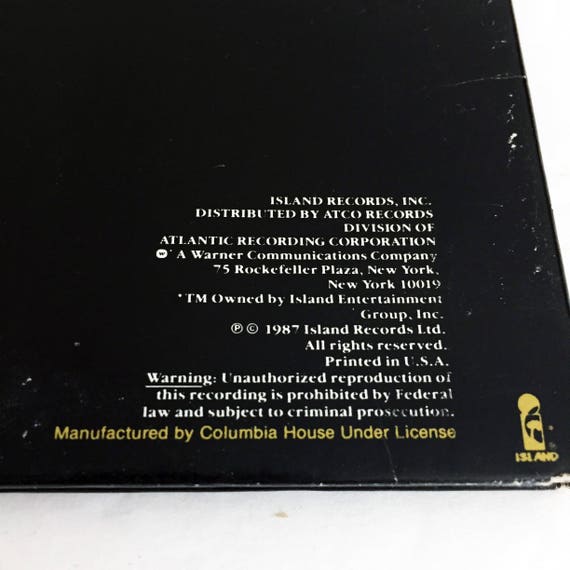 ISLAND RECORDS, INC.
DISTRIBUTED BY ATCO RECORDS
DIVISION OF
ATLANTIC RECORDING CORPORATION
W * A Warner Communications Company
75 Rockefeller Plaza, New York,
New York 10019
*TM Owned by Island Entertainment
Group, Inc.
℗ © 1987 Island Records Ltd.
All rights reserved.
Printed in U.S.A.
Warning: Unauthorized reproduction of
this recording is prohibited by Federal
law and subject to criminal prosecution.
Manufactured by Columbia House Under License
ISLAND